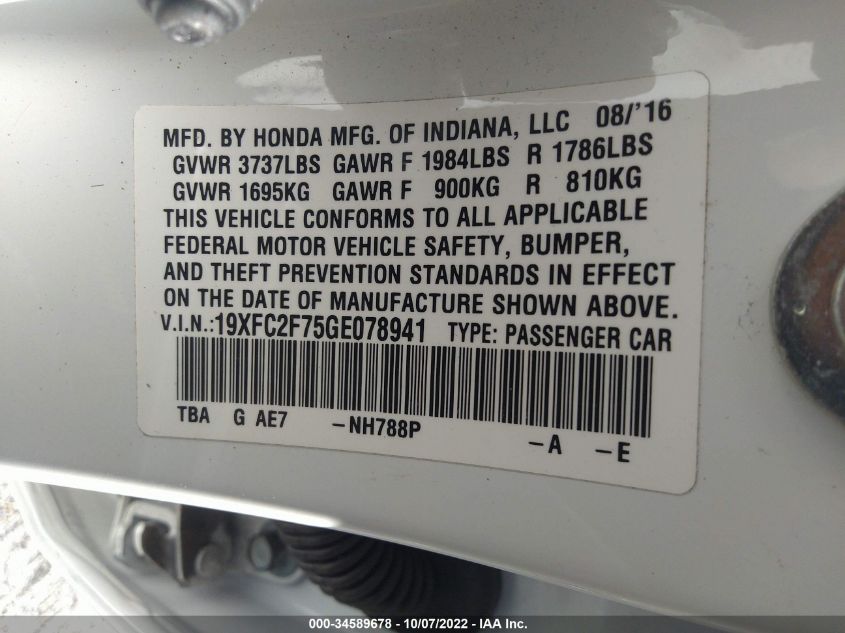 MFD. BY HONDA MFG. OF INDIANA, LLC 08/'16
GVWR 3737LBS GAWR F 1984LBS R 1786LBS
GVWR 1695KG GAWR F 900KG R 810KG
THIS VEHICLE CONFORMS TO ALL APPLICABLE
FEDERAL MOTOR VEHICLE SAFETY, BUMPER,
AND THEFT PREVENTION STANDARDS IN EFFECT
ON THE DATE OF MANUFACTURE SHOWN ABOVE.
V.I.N.:19XFC2F75GE078941 TYPE: PASSENGER CAR
TBA G AE7 -NH788P -A -E
000-34589678 - 10/07/2022 - IAA Inc.